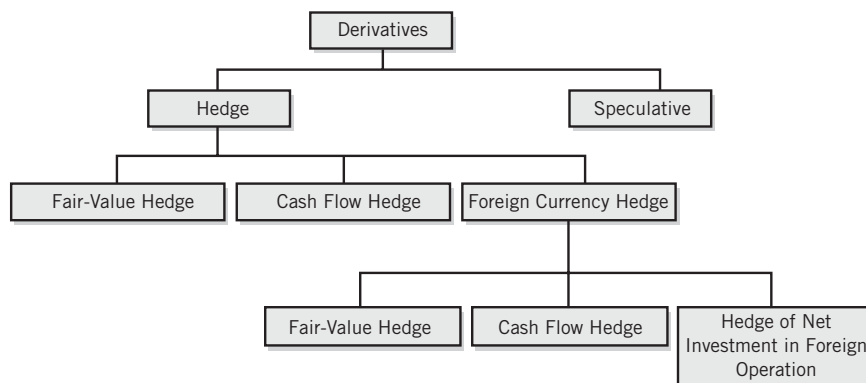 Derivatives
Hedge
Speculative
Fair-Value Hedge
Cash Flow Hedge
Foreign Currency Hedge
Fair-Value Hedge
Cash Flow Hedge
Hedge of Net
Investment in Foreign
Operation